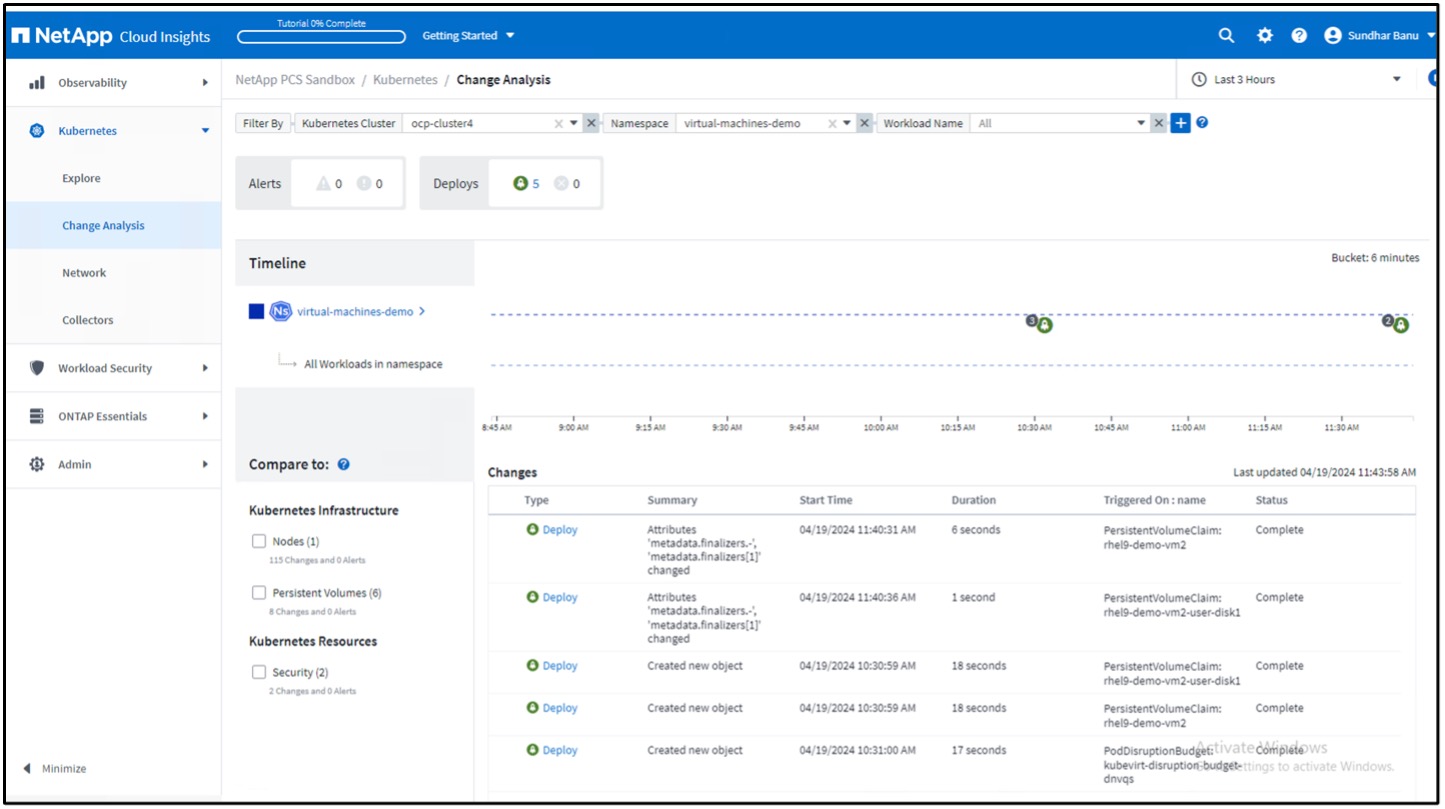 NetApp Cloud Insights
Tutorial 0% Complete
Getting Started
Sundhar Banu
Observability
Kubernetes
Explore
Change Analysis
Network
Collectors
Workload Security
ONTAP Essentials
Admin
Minimize
NetApp PCS Sandbox / Kubernetes / Change Analysis
Last 3 Hours
Filter By Kubernetes Cluster ocp-cluster4 Namespace virtual-machines-demo Workload Name All
Alerts 0 0
Deploys 5 0
Timeline
Bucket: 6 minutes
Ns virtual-machines-demo
3
2
All Workloads in namespace
8:45 AM 9:00 AM 9:15 AM 9:30 AM 9:45 AM 10:00 AM 10:15 AM 10:30 AM 10:45 AM 11:00 AM 11:15 AM 11:30 AM
Compare to:
Kubernetes Infrastructure
Nodes (1)
115 Changes and 0 Alerts
Persistent Volumes (6)
8 Changes and 0 Alerts
Kubernetes Resources
Security (2)
2 Changes and 0 Alerts
Changes
Last updated 04/19/2024 11:43:58 AM
Type Summary Start Time Duration Triggered On : name Status
Deploy Attributes 04/19/2024 11:40:31 AM 6 seconds PersistentVolumeClaim: Complete
'metadata.finalizers.-', rhel9-demo-vm2
'metadata.finalizers[1]'
changed
Deploy Attributes 04/19/2024 11:40:36 AM 1 second PersistentVolumeClaim: Complete
'metadata.finalizers.-', rhel9-demo-vm2-user-disk1
'metadata.finalizers[1]'
changed
Deploy Created new object 04/19/2024 10:30:59 AM 18 seconds PersistentVolumeClaim: Complete
rhel9-demo-vm2-user-disk1
Deploy Created new object 04/19/2024 10:30:59 AM 18 seconds PersistentVolumeClaim: Complete
rhel9-demo-vm2
Deploy Created new object 04/19/2024 10:31:00 AM 17 seconds PodDisruptionBudget: Complete
kubevirt-disruption-budget-
dnvqs
Activate Windows
settings to activate Windows.